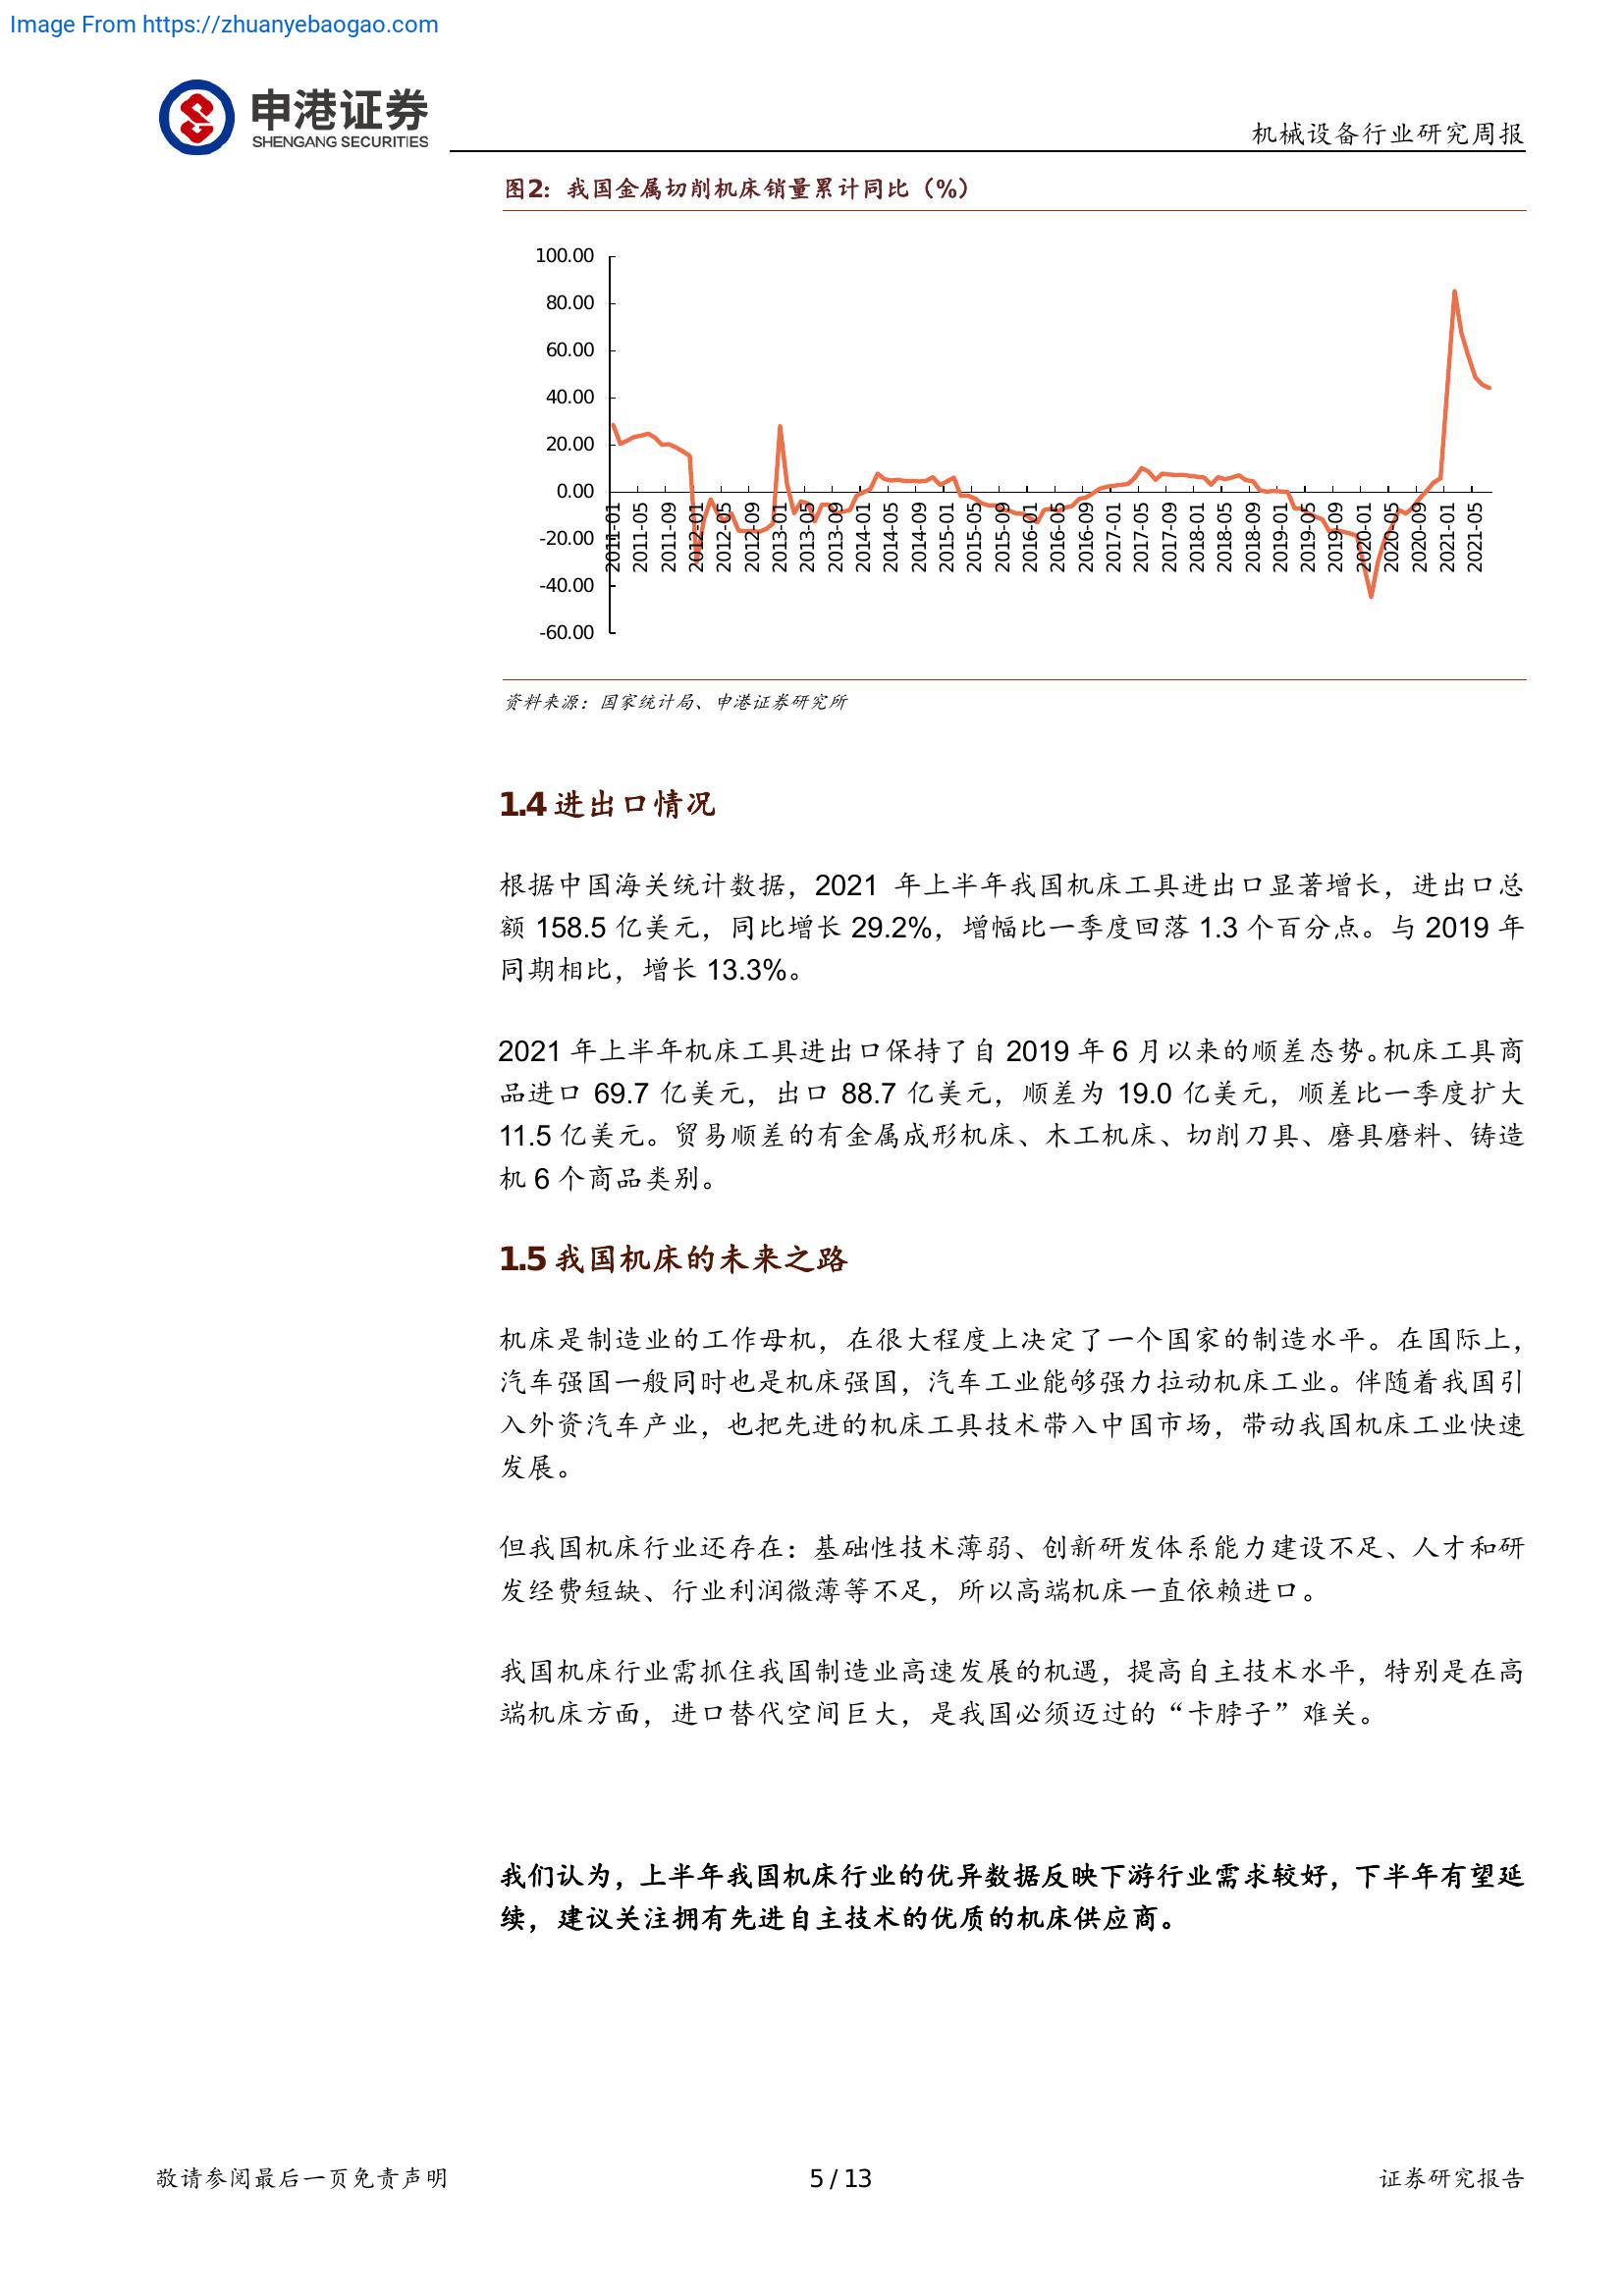 Image From https://zhuanyebaogao.com
申港证券
SHENGANG SECURITIES
机械设备行业研究周报
图2：我国金属切削机床销量累计同比（%）
100.00
80.00
60.00
40.00
20.00
0.00
-20.00
-40.00
-60.00
2011-01
2011-05
2011-09
2012-01
2012-05
2012-09
2013-01
2013-05
2013-09
2014-01
2014-05
2014-09
2015-01
2015-05
2015-09
2016-01
2016-05
2016-09
2017-01
2017-05
2017-09
2018-01
2018-05
2018-09
2019-01
2019-05
2019-09
2020-01
2020-05
2020-09
2021-01
2021-05
资料来源：国家统计局、申港证券研究所
1.4 进出口情况
根据中国海关统计数据，2021 年上半年我国机床工具进出口显著增长，进出口总
额 158.5 亿美元，同比增长 29.2%，增幅比一季度回落 1.3 个百分点。与 2019 年
同期相比，增长 13.3%。
2021 年上半年机床工具进出口保持了自 2019 年 6 月以来的顺差态势。机床工具商
品进口 69.7 亿美元，出口 88.7 亿美元，顺差为 19.0 亿美元，顺差比一季度扩大
11.5 亿美元。贸易顺差的有金属成形机床、木工机床、切削刀具、磨具磨料、铸造
机 6 个商品类别。
1.5 我国机床的未来之路
机床是制造业的工作母机，在很大程度上决定了一个国家的制造水平。在国际上，
汽车强国一般同时也是机床强国，汽车工业能够强力拉动机床工业。伴随着我国引
入外资汽车产业，也把先进的机床工具技术带入中国市场，带动我国机床工业快速
发展。
但我国机床行业还存在：基础性技术薄弱、创新研发体系能力建设不足、人才和研
发经费短缺、行业利润微薄等不足，所以高端机床一直依赖进口。
我国机床行业需抓住我国制造业高速发展的机遇，提高自主技术水平，特别是在高
端机床方面，进口替代空间巨大，是我国必须迈过的“卡脖子”难关。
我们认为，上半年我国机床行业的优异数据反映下游行业需求较好，下半年有望延
续，建议关注拥有先进自主技术的优质的机床供应商。
敬请参阅最后一页免责声明
5 / 13
证券研究报告